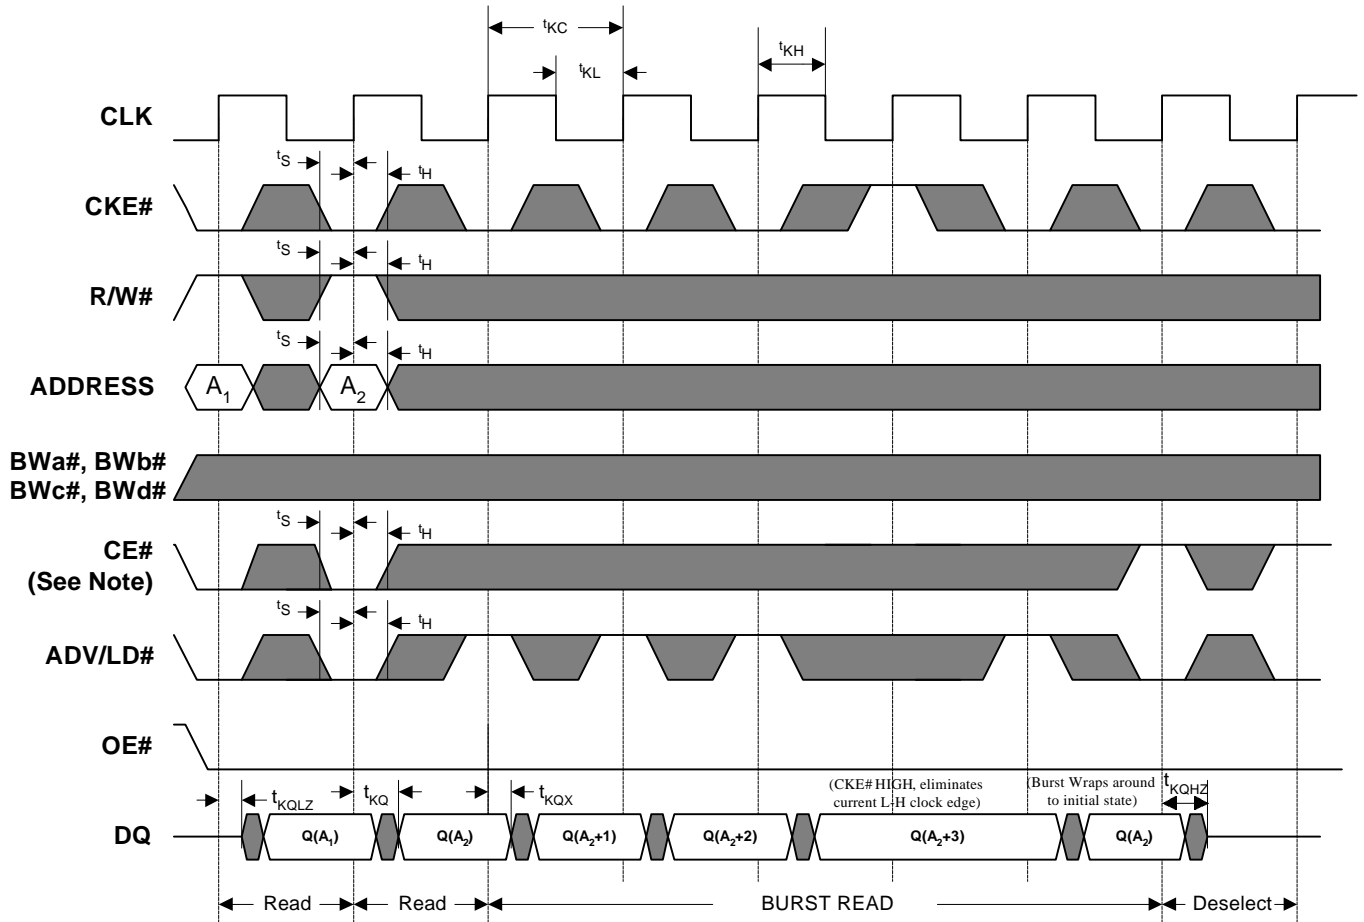 tKC
tKL
tKH
CLK
tS
tH
CKE#
tS
tH
R/W#
tS
tH
ADDRESS
A1
A2
BWa#, BWb#
BWc#, BWd#
tS
tH
CE#
(See Note)
tS
tH
ADV/LD#
OE#
(CKE# HIGH, eliminates
current L-H clock edge)
(Burst Wraps around
to initial state)
tKQLZ
tKQ
tKQX
tKQHZ
DQ
Q(A1)
Q(A2)
Q(A2+1)
Q(A2+2)
Q(A2+3)
Q(A2)
Read
Read
BURST READ
Deselect